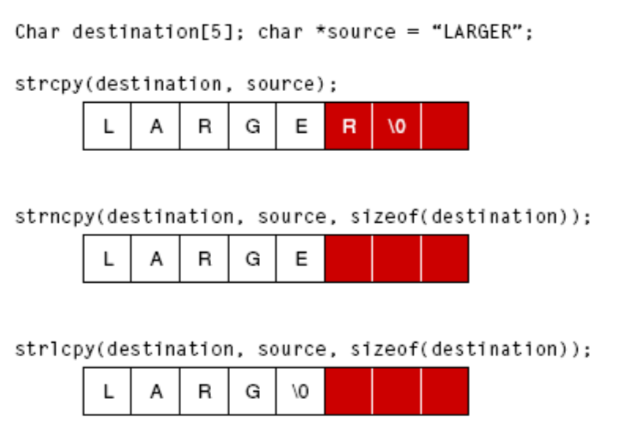 Char destination[5]; char *source = “LARGER”;
strcpy(destination, source);
L A R G E R \0
strncpy(destination, source, sizeof(destination));
L A R G E
strlcpy(destination, source, sizeof(destination));
L A R G \0